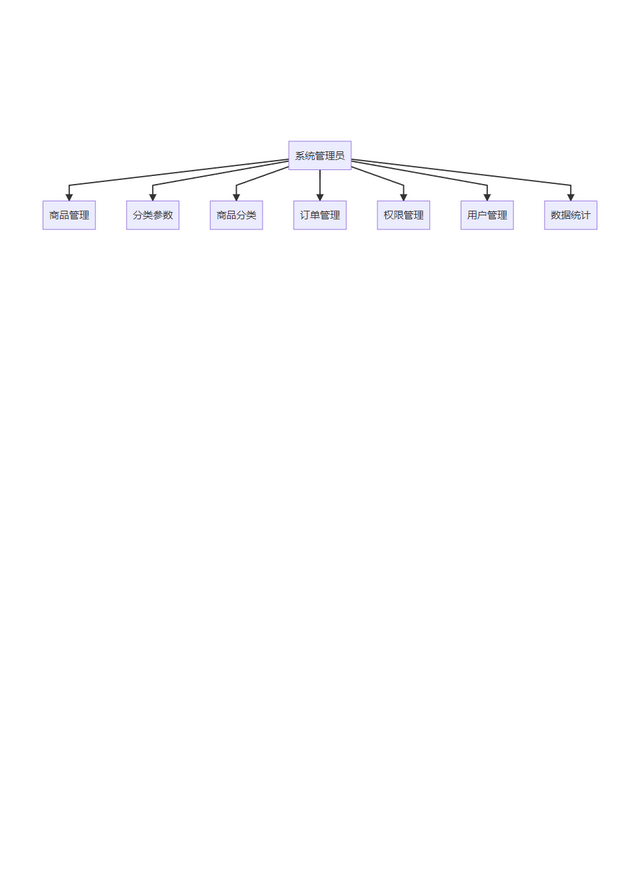 系统管理员
商品管理
分类参数
商品分类
订单管理
权限管理
用户管理
数据统计